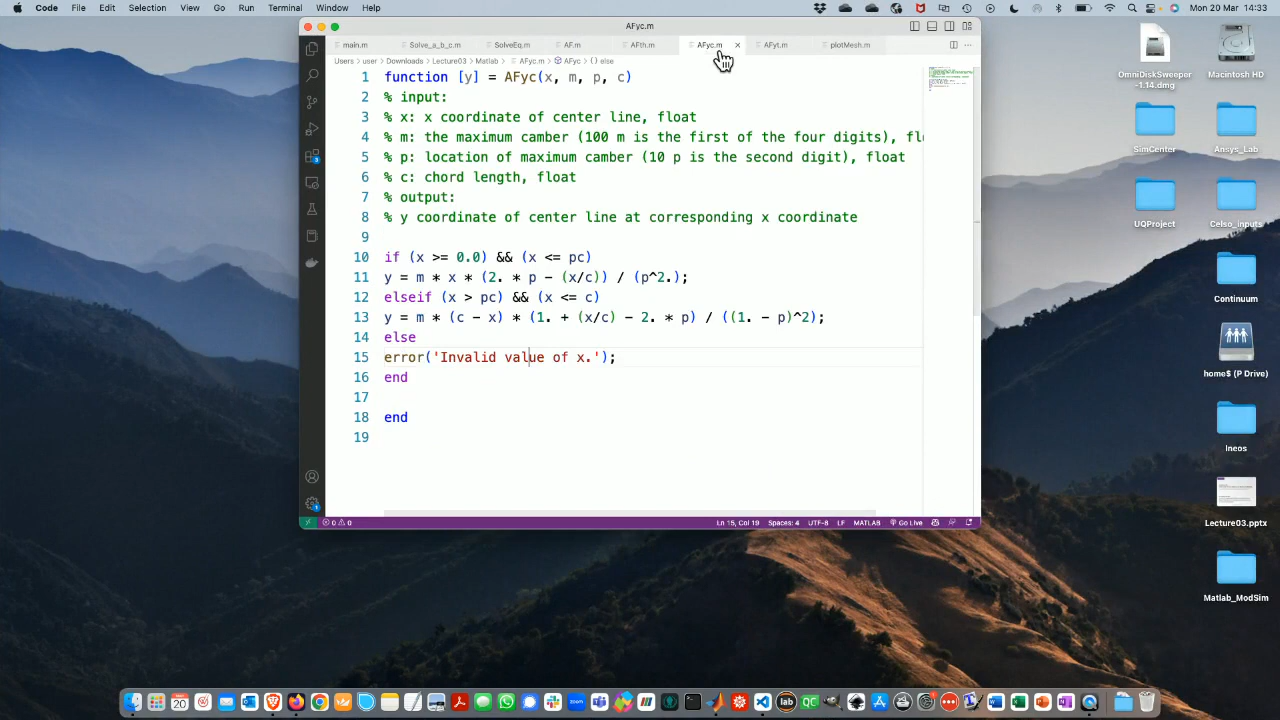 Code File Edit Selection View Go Run Terminal Window Help Mon 20 Mar 14:33
AFyc.m
main.m Solve_a_b_c.m SolveEq.m AF.m AFth.m AFyc.m AFyt.m plotMesh.m
Users > user > Downloads > Lecture03 > Matlab > AFyc.m > AFyc > {} else
1 function [y] = AFyc(x, m, p, c)
2 % input:
3 % x: x coordinate of center line, float
4 % m: the maximum camber (100 m is the first of the four digits), flo
5 % p: location of maximum camber (10 p is the second digit), float
6 % c: chord length, float
7 % output:
8 % y coordinate of center line at corresponding x coordinate
9
10 if (x >= 0.0) && (x <= pc)
11 y = m * x * (2. * p - (x/c)) / (p^2.);
12 elseif (x > pc) && (x <= c)
13 y = m * (c - x) * (1. + (x/c) - 2. * p) / ((1. - p)^2);
14 else
15 error('Invalid value of x.');
16 end
17
18 end
19
0 0 Ln 15, Col 19 Spaces: 4 UTF-8 LF MATLAB Go Live
OmniDiskSweeper
-1.14.dmg
Macintosh HD
SimCenter
Ansys_Lab
UQProject
Celso_inputs
Continuum
home$ (P Drive)
Ineos
Lecture03.pptx
Matlab_ModSim
20
zoom
lab
QC